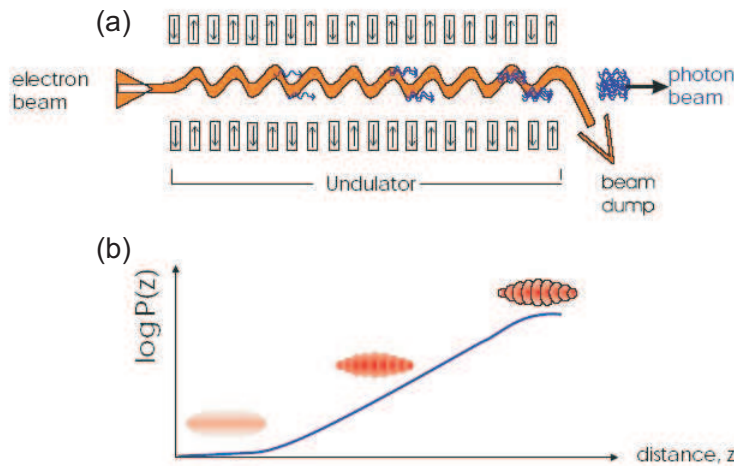 (a)
electron
beam
photon
beam
Undulator
beam
dump
(b)
log P(z)
distance, z